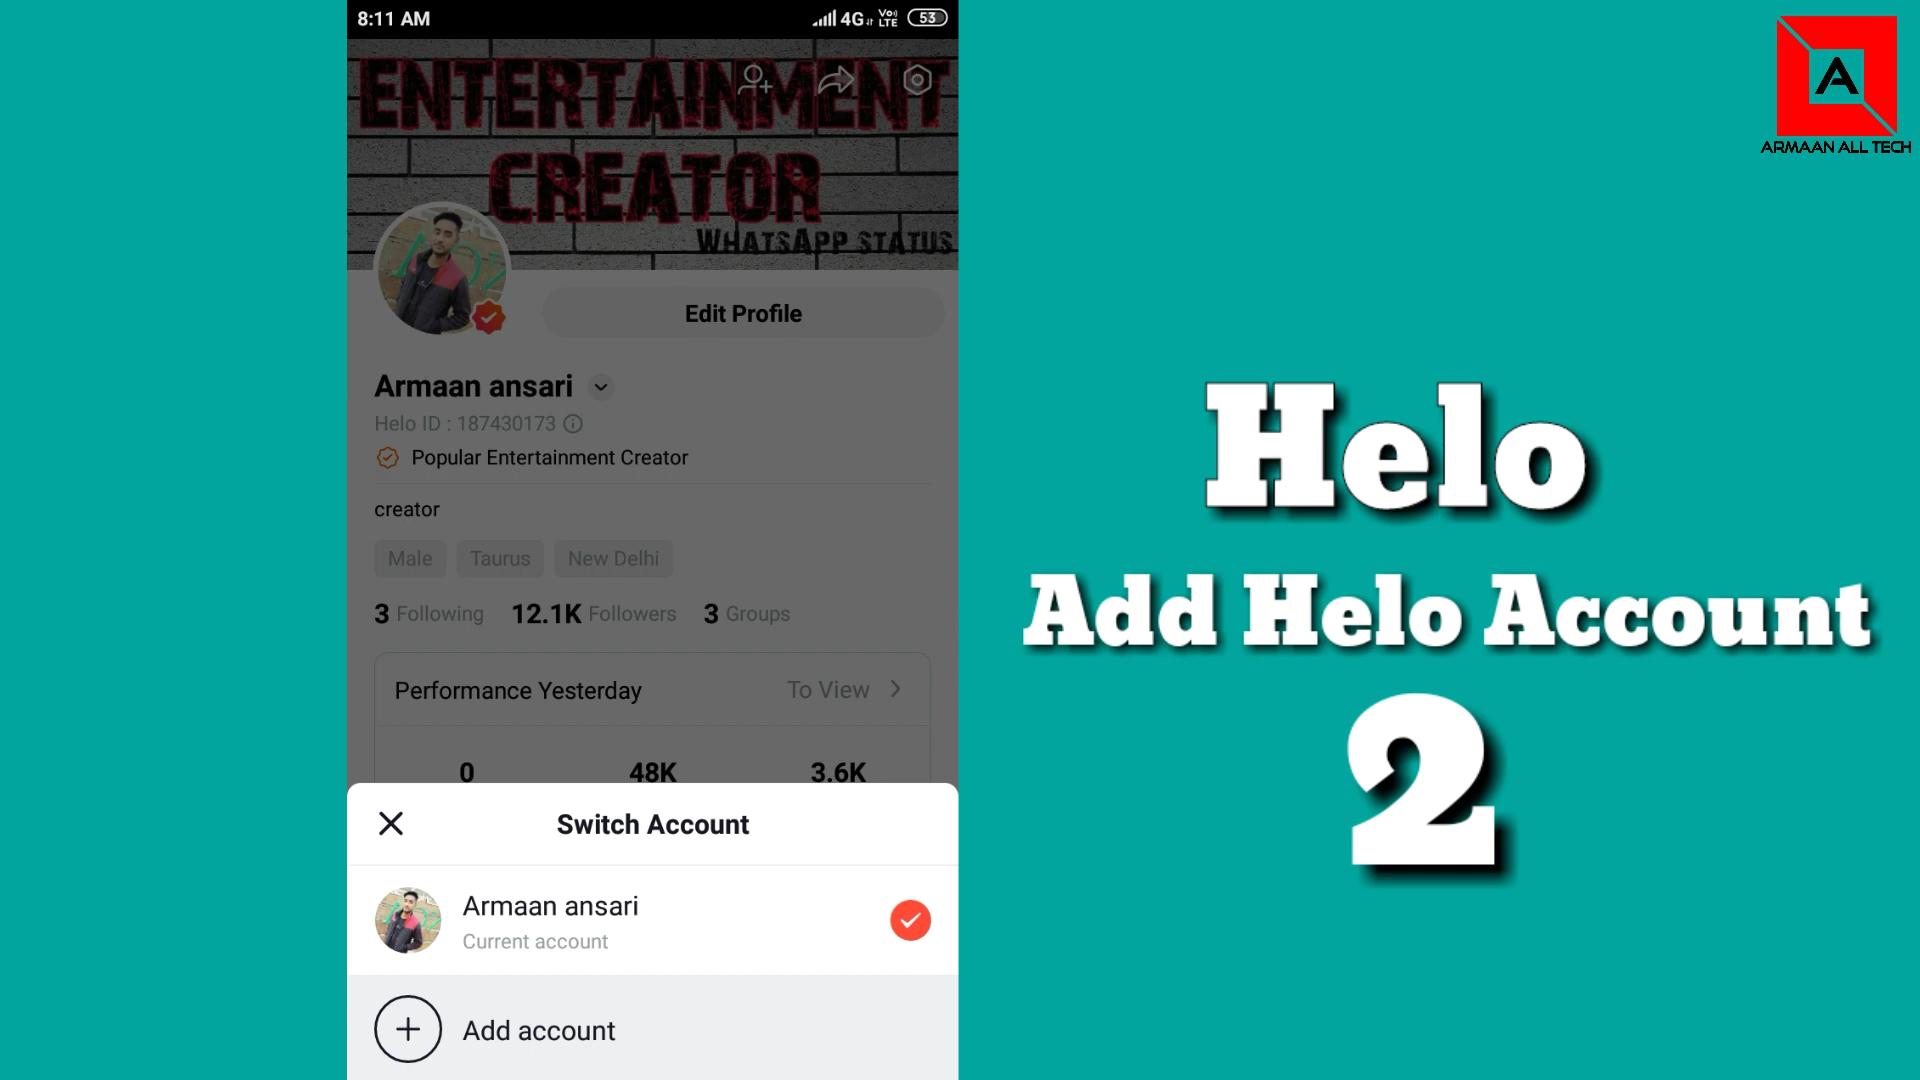 8:11 AM
4G Vo) LTE 53
ENTERTAINMENT
CREATOR
WHATSAPP STATUS
Edit Profile
Armaan ansari
Helo ID : 187430173
Popular Entertainment Creator
creator
Male Taurus New Delhi
3 Following 12.1K Followers 3 Groups
Performance Yesterday To View
0 48K 3.6K
Switch Account
Armaan ansari
Current account
Add account
A
ARMAAN ALL TECH
Helo
Add Helo Account
2